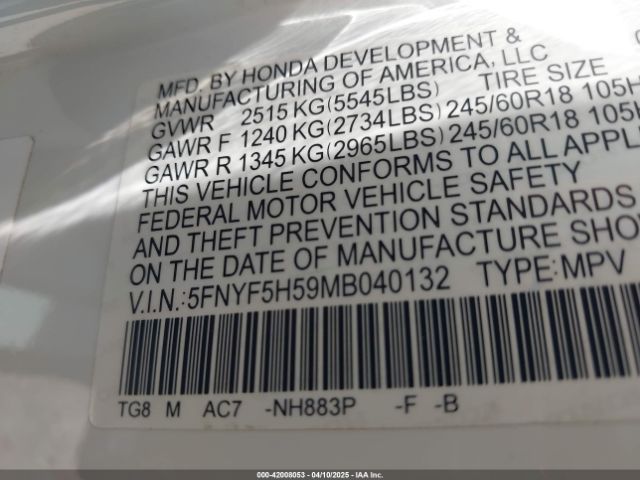 MFD. BY HONDA DEVELOPMENT &
MANUFACTURING OF AMERICA, LLC
GVWR 2515 KG(5545LBS) TIRE SIZE
GAWR F 1240 KG(2734LBS) 245/60R18 105H
GAWR R 1345 KG(2965LBS) 245/60R18 105
THIS VEHICLE CONFORMS TO ALL APPL
FEDERAL MOTOR VEHICLE SAFETY
AND THEFT PREVENTION STANDARDS
ON THE DATE OF MANUFACTURE SHO
V.I.N.:5FNYF5H59MB040132 TYPE:MPV
TG8 M AC7 -NH883P -F -B
000-42008053 - 04/10/2025 - IAAI.COM